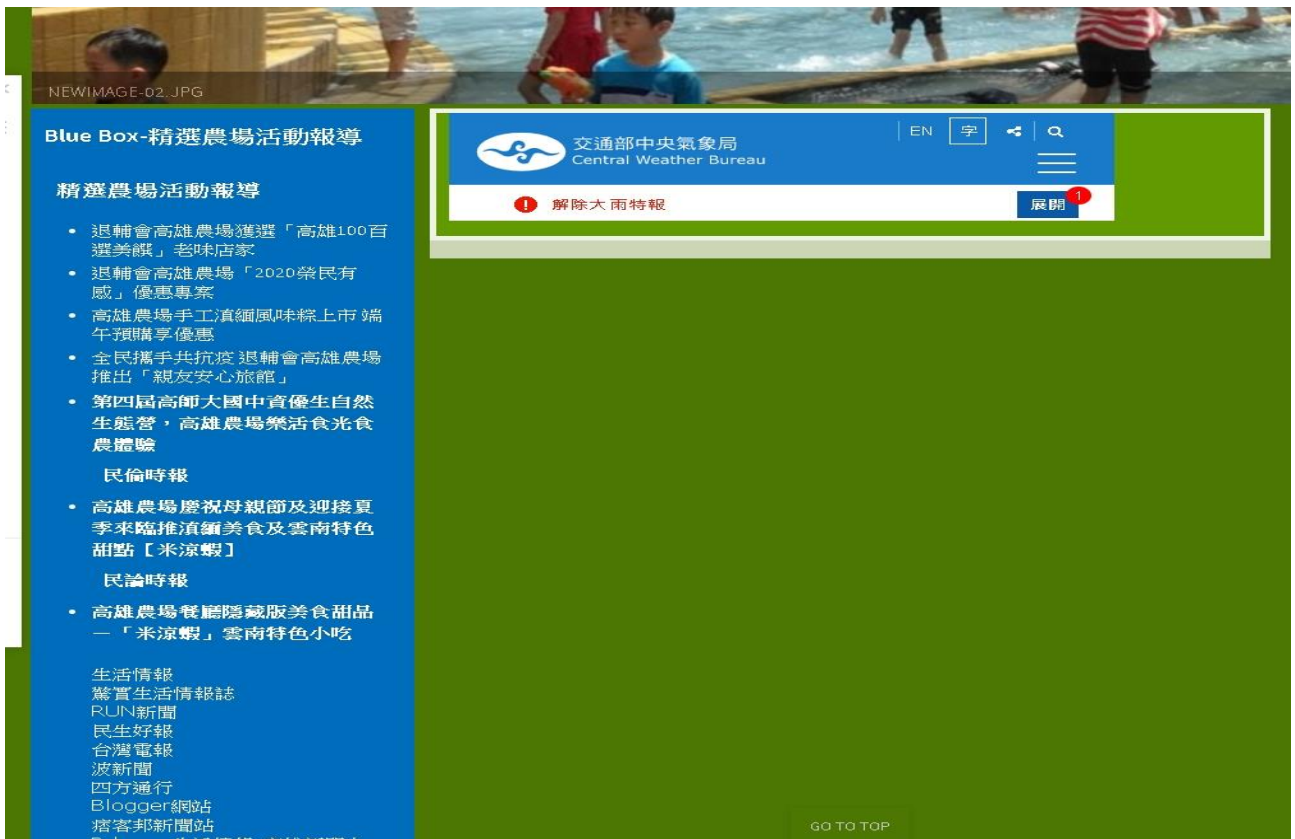 NEWIMAGE-02.JPG
Blue Box-精選農場活動報導
精選農場活動報導
退輔會高雄農場獲選「高雄100百
選美饌」老味店家
退輔會高雄農場「2020榮民有
感」優惠專案
高雄農場手工滇緬風味粽上市 端
午預購享優惠
全民攜手共抗疫 退輔會高雄農場
推出「親友安心旅館」
第四屆高師大國中資優生自然
生態營，高雄農場樂活食光食
農體驗
民倫時報
高雄農場慶祝母親節及迎接夏
季來臨推滇緬美食及雲南特色
甜點【米涼蝦】
民論時報
高雄農場餐廳隱藏版美食甜品
－「米涼蝦」雲南特色小吃
生活情報
驚實生活情報誌
RUN新聞
民生好報
台灣電報
波新聞
四方通行
Blogger網站
痞客邦新聞站
交通部中央氣象局
Central Weather Bureau
EN 字
解除大雨特報
展開 1
GO TO TOP